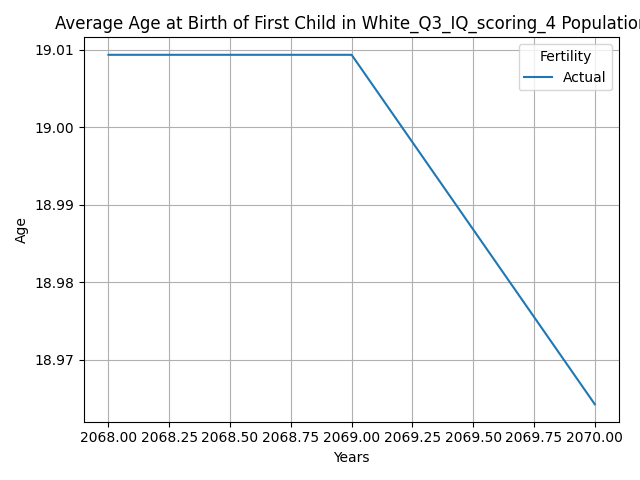 Average Age at Birth of First Child in White_Q3_IQ_scoring_4 Population
19.01
19.00
18.99
18.98
18.97
Age
Fertility
Actual
2068.00 2068.25 2068.50 2068.75 2069.00 2069.25 2069.50 2069.75 2070.00
Years